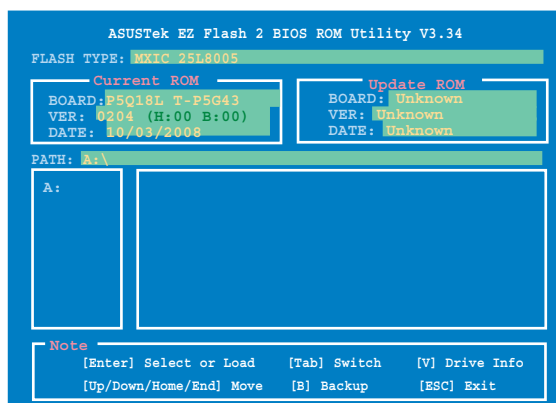 ASUSTek EZ Flash 2 BIOS ROM Utility V3.34
FLASH TYPE: MXIC 25L8005
Current ROM
BOARD:P5Q18L T-P5G43
VER: 0204 (H:00 B:00)
DATE: 10/03/2008
Update ROM
BOARD: Unknown
VER: Unknown
DATE: Unknown
PATH: A:\
A:
Note
[Enter] Select or Load [Tab] Switch [V] Drive Info
[Up/Down/Home/End] Move [B] Backup [ESC] Exit